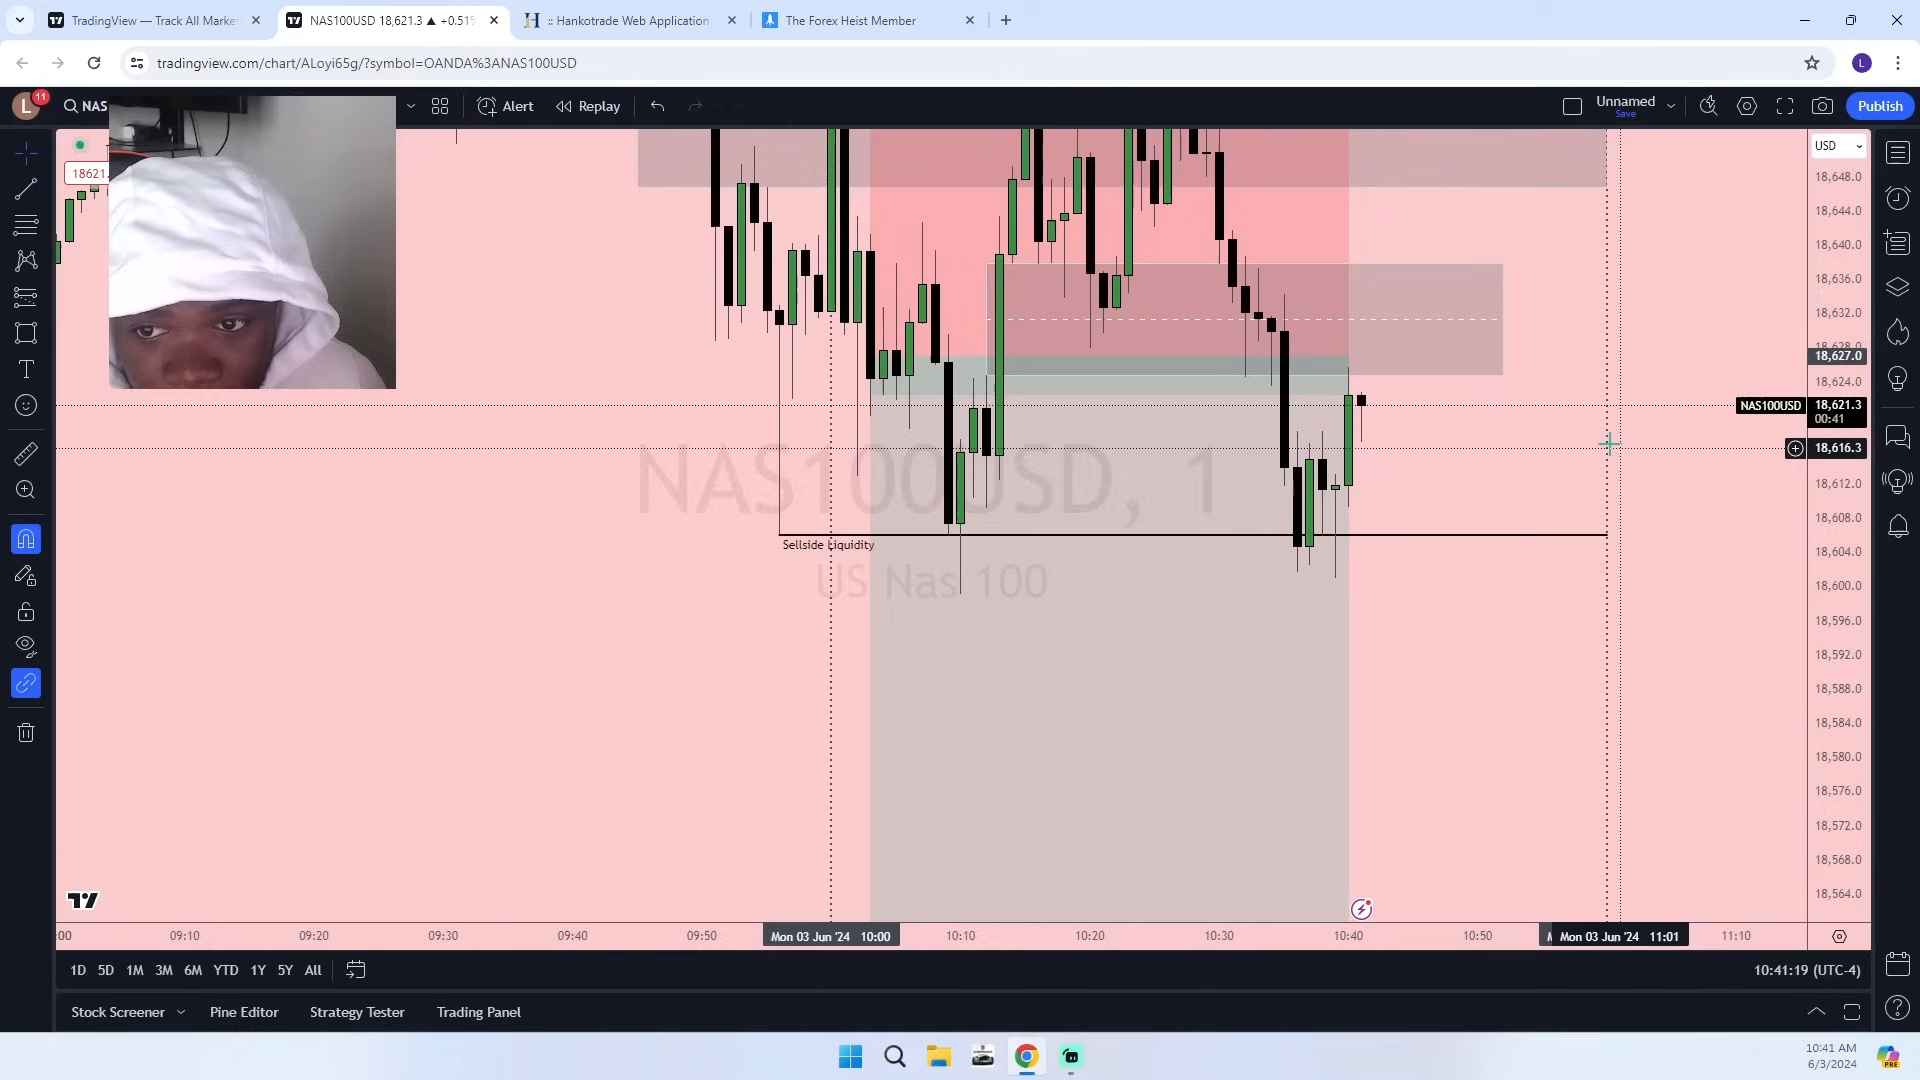 TradingView — Track All Marke
NAS100USD 18,621.3 ▲ +0.51%
:: Hankotrade Web Application
The Forex Heist Member
tradingview.com/chart/ALoyi65g/?symbol=OANDA%3ANAS100USD
L
L
11
NAS
Alert
Replay
Unnamed
Save
Publish
18621.
USD
18,648.0
18,644.0
18,640.0
18,636.0
18,632.0
18,628.0
18,627.0
18,624.0
NAS100USD
18,621.3
00:41
18,616.3
18,612.0
18,608.0
18,604.0
18,600.0
18,596.0
18,592.0
18,588.0
18,584.0
18,580.0
18,576.0
18,572.0
18,568.0
18,564.0
NAS100USD, 1
US Nas 100
Sellside Liquidity
:00
09:10
09:20
09:30
09:40
09:50
Mon 03 Jun '24 10:00
10:10
10:20
10:30
10:40
10:50
Mon 03 Jun '24 11:01
11:10
1D 5D 1M 3M 6M YTD 1Y 5Y All
10:41:19 (UTC-4)
Stock Screener
Pine Editor
Strategy Tester
Trading Panel
10:41 AM
6/3/2024
PRE